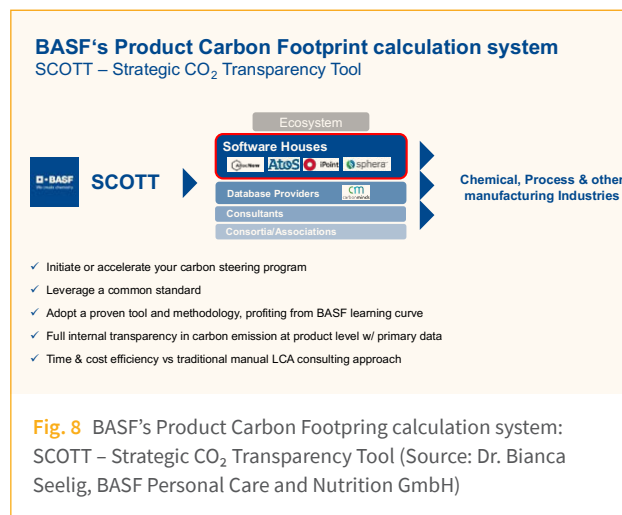 BASF‘s Product Carbon Footprint calculation system
SCOTT – Strategic CO₂ Transparency Tool
Ecosystem
Software Houses
AtoS iPoint sphera
BASF
We create chemistry
SCOTT
Database Providers
cm
carbonminds
Consultants
Consortia/Associations
Chemical, Process & other
manufacturing Industries
✓ Initiate or accelerate your carbon steering program
✓ Leverage a common standard
✓ Adopt a proven tool and methodology, profiting from BASF learning curve
✓ Full internal transparency in carbon emission at product level w/ primary data
✓ Time & cost efficiency vs traditional manual LCA consulting approach
Fig. 8 BASF’s Product Carbon Footpring calculation system:
SCOTT – Strategic CO₂ Transparency Tool (Source: Dr. Bianca
Seelig, BASF Personal Care and Nutrition GmbH)